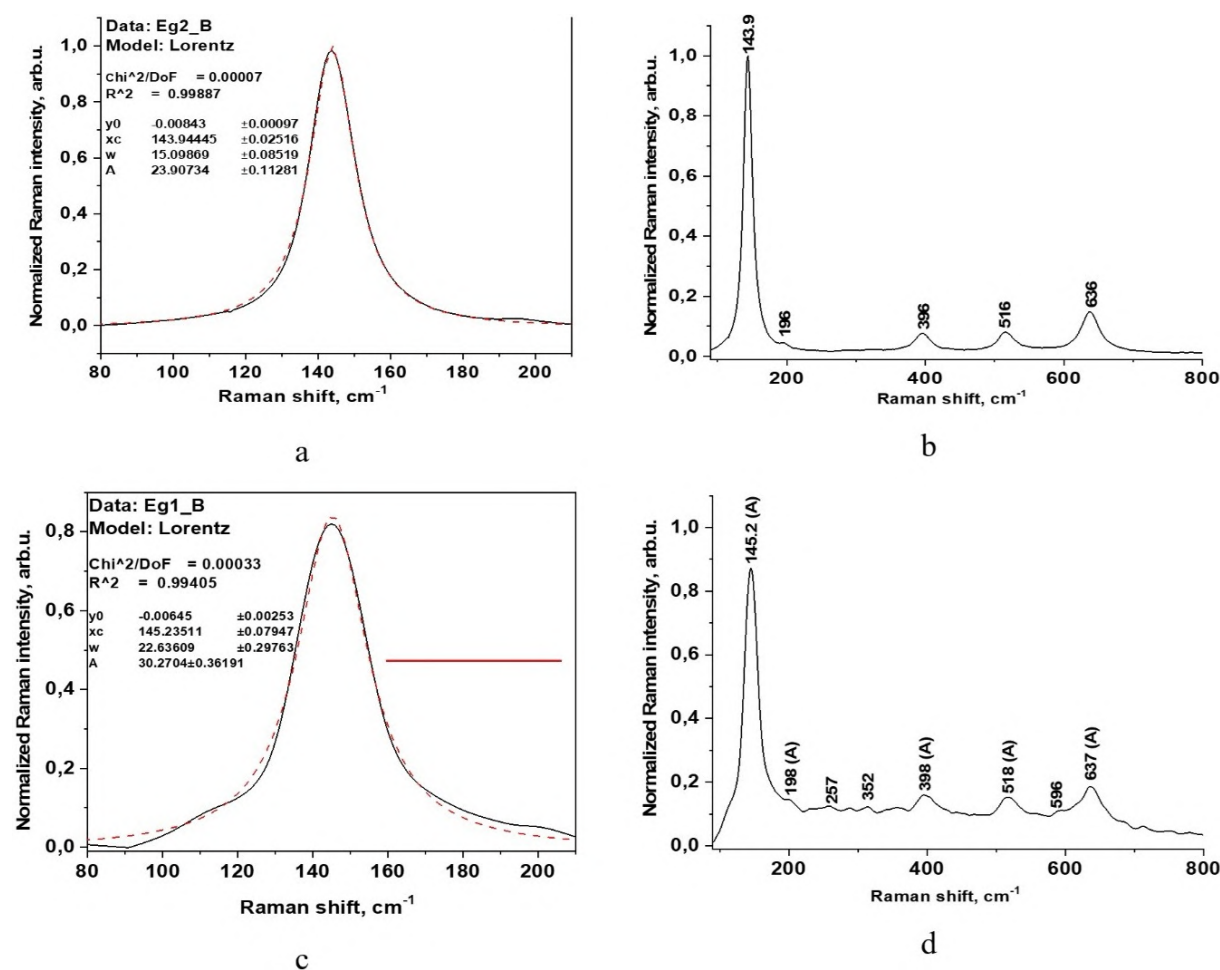 Data: Eg2_B
Model: Lorentz
Chi^2/DoF = 0.00007
R^2 = 0.99887
y0 -0.00843 ±0.00097
xc 143.94445 ±0.02516
w 15.09869 ±0.08519
A 23.90734 ±0.11281
Normalized Raman intensity, arb.u.
1,0
0,8
0,6
0,4
0,2
0,0
80 100 120 140 160 180 200
Raman shift, cm-1
a
Normalized Raman intensity, arb.u.
1,0
0,8
0,6
0,4
0,2
0,0
143.9
196
396
516
636
200 400 600 800
Raman shift, cm-1
b
Data: Eg1_B
Model: Lorentz
Chi^2/DoF = 0.00033
R^2 = 0.99405
y0 -0.00645 ±0.00253
xc 145.23511 ±0.07947
w 22.63609 ±0.29763
A 30.2704±0.36191
Normalized Raman intensity, arb.u.
0,8
0,6
0,4
0,2
0,0
80 100 120 140 160 180 200
Raman shift, cm-1
c
Normalized Raman intensity, arb.u.
1,0
0,8
0,6
0,4
0,2
0,0
145.2 (A)
198 (A)
257
352
398 (A)
518 (A)
596
637 (A)
200 400 600 800
Raman shift, cm-1
d